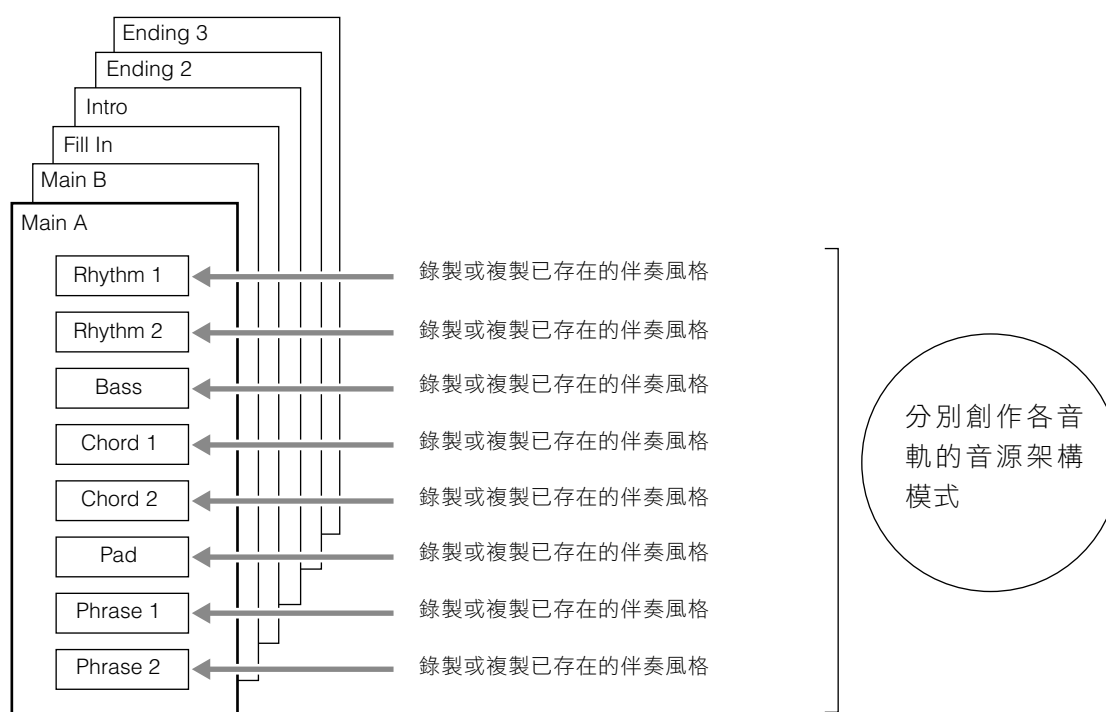 Ending 3
Ending 2
Intro
Fill In
Main B
Main A
Rhythm 1
錄製或複製已存在的伴奏風格
Rhythm 2
錄製或複製已存在的伴奏風格
Bass
錄製或複製已存在的伴奏風格
Chord 1
錄製或複製已存在的伴奏風格
Chord 2
錄製或複製已存在的伴奏風格
Pad
錄製或複製已存在的伴奏風格
Phrase 1
錄製或複製已存在的伴奏風格
Phrase 2
錄製或複製已存在的伴奏風格
分別創作各音
軌的音源架構
模式